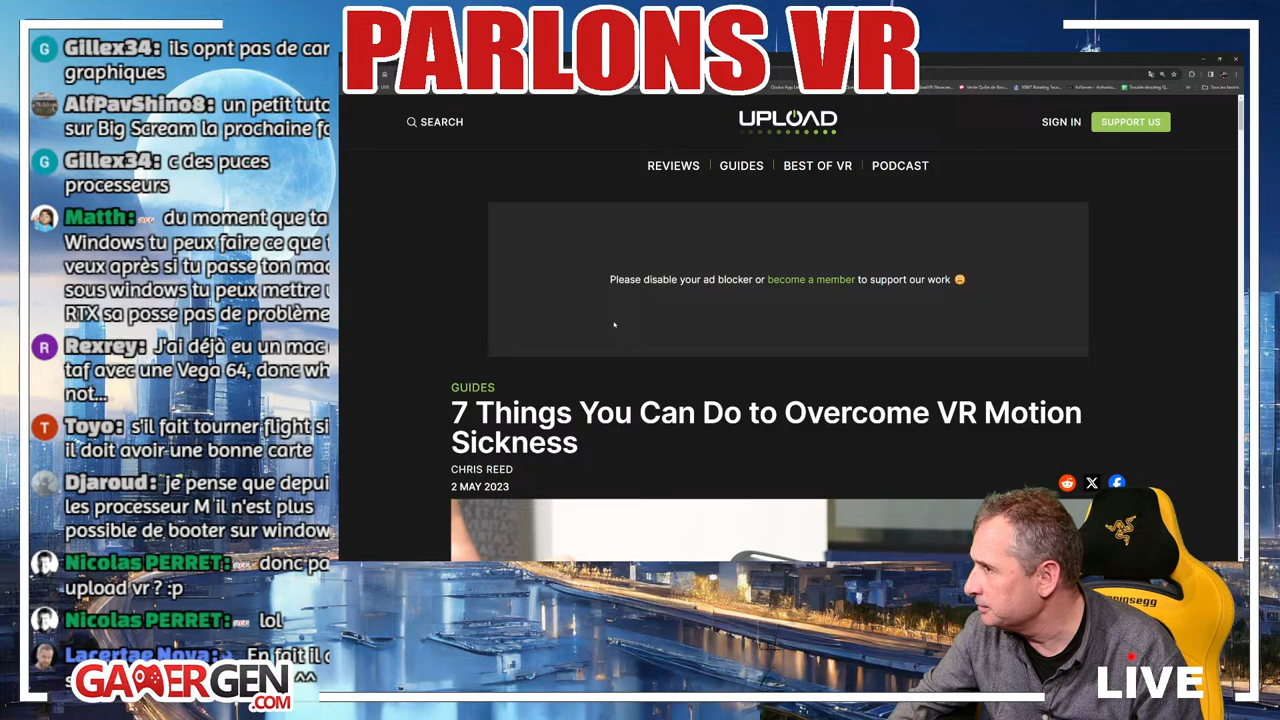 PARLONS VR
Gillex34: ils opnt pas de car
graphiques
AlfPavShino8: un petit tuto
sur Big Scream la prochaine fo
Gillex34: c des puces
processeurs
Matth: du moment que ta
Windows tu peux faire ce que t
veux après si tu passe ton mac
sous windows tu peux mettre u
RTX sa posse pas de problème
Rexrey: J'ai déjà eu un mac
taf avec une Vega 64, donc wh
not...
Toyo: s'il fait tourner flight si
il doit avoir une bonne carte
Djaroud: je pense que depui
les processeur M il n'est plus
possible de booter sur window
Nicolas PERRET: donc pa
upload vr ? :p
Nicolas PERRET: lol
Lacertae Nova: En fait il
^^
GAMERGEN
.COM
SEARCH
UPLOAD
SIGN IN
SUPPORT US
REVIEWS
GUIDES
BEST OF VR
PODCAST
Please disable your ad blocker or become a member to support our work
GUIDES
7 Things You Can Do to Overcome VR Motion
Sickness
CHRIS REED
2 MAY 2023
LIVE